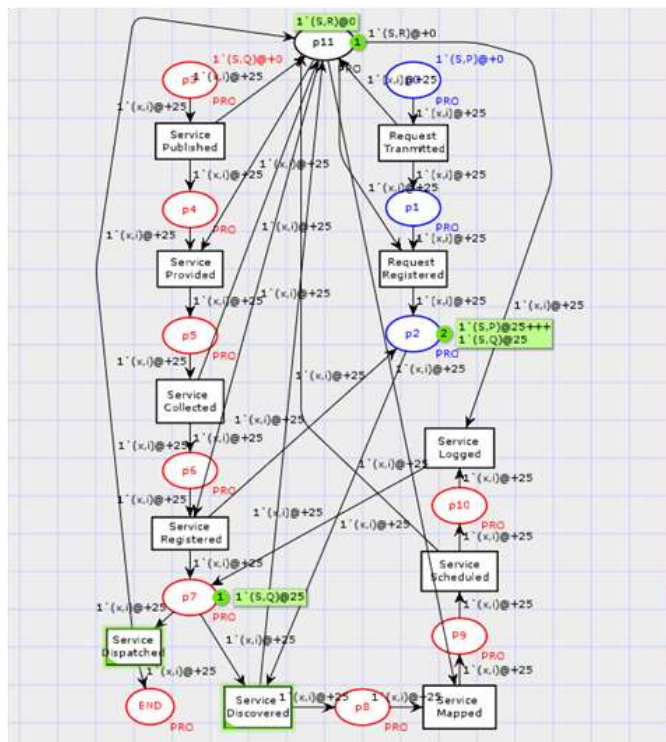 1`(S,R)@0
p11
1
1`(S,R)@+0
PRO
1`(S,Q)@+0
p3
1`(x,i)@+25
PRO
1`(x,i)@+25
1`(S,P)@+0
1`(x,i)@+25
PRO
1`(x,i)@+25
Service
Published
Request
Tranmitted
1`(x,i)@+25
1`(x,i)@+25
1`(x,i)@+25
1`(x,i)@+25
p4
PRO
p1
PRO
1`(x,i)@+25
1`(x,i)@+25
1`(x,i)@+25
Service
Provided
Request
Registered
1`(x,i)@+25
1`(x,i)@+25
1`(x,i)@+25
1`(x,i)@+25
p5
PRO
p2
PRO
2
1`(S,P)@25+++
1`(S,Q)@25
1`(x,i)@+25
1`(x,i)@+25
1`(x,i)@+25
Service
Collected
1`(x,i)@+25
Service
Logged
1`(x,i)@+25
1`(x,i)@+25
p6
PRO
p10
PRO
1`(x,i)@+25
1`(x,i)@+25
1`(x,i)@+25
1`(x,i)@+25
Service
Registered
1`(x,i)@+25
Service
Scheduled
1`(x,i)@+25
p7
PRO
1
1`(S,Q)@25
1`(x,i)@+25
1`(x,i)@+25
1`(x,i)@+25
Service
Dispatched
P9
PRO
1`(x,i)@+25
1`(x,i)@+25
END
PRO
Service
Discovered
1`(x,i)@+25
p8
PRO
1`(x,i)@+25
Service
Mapped